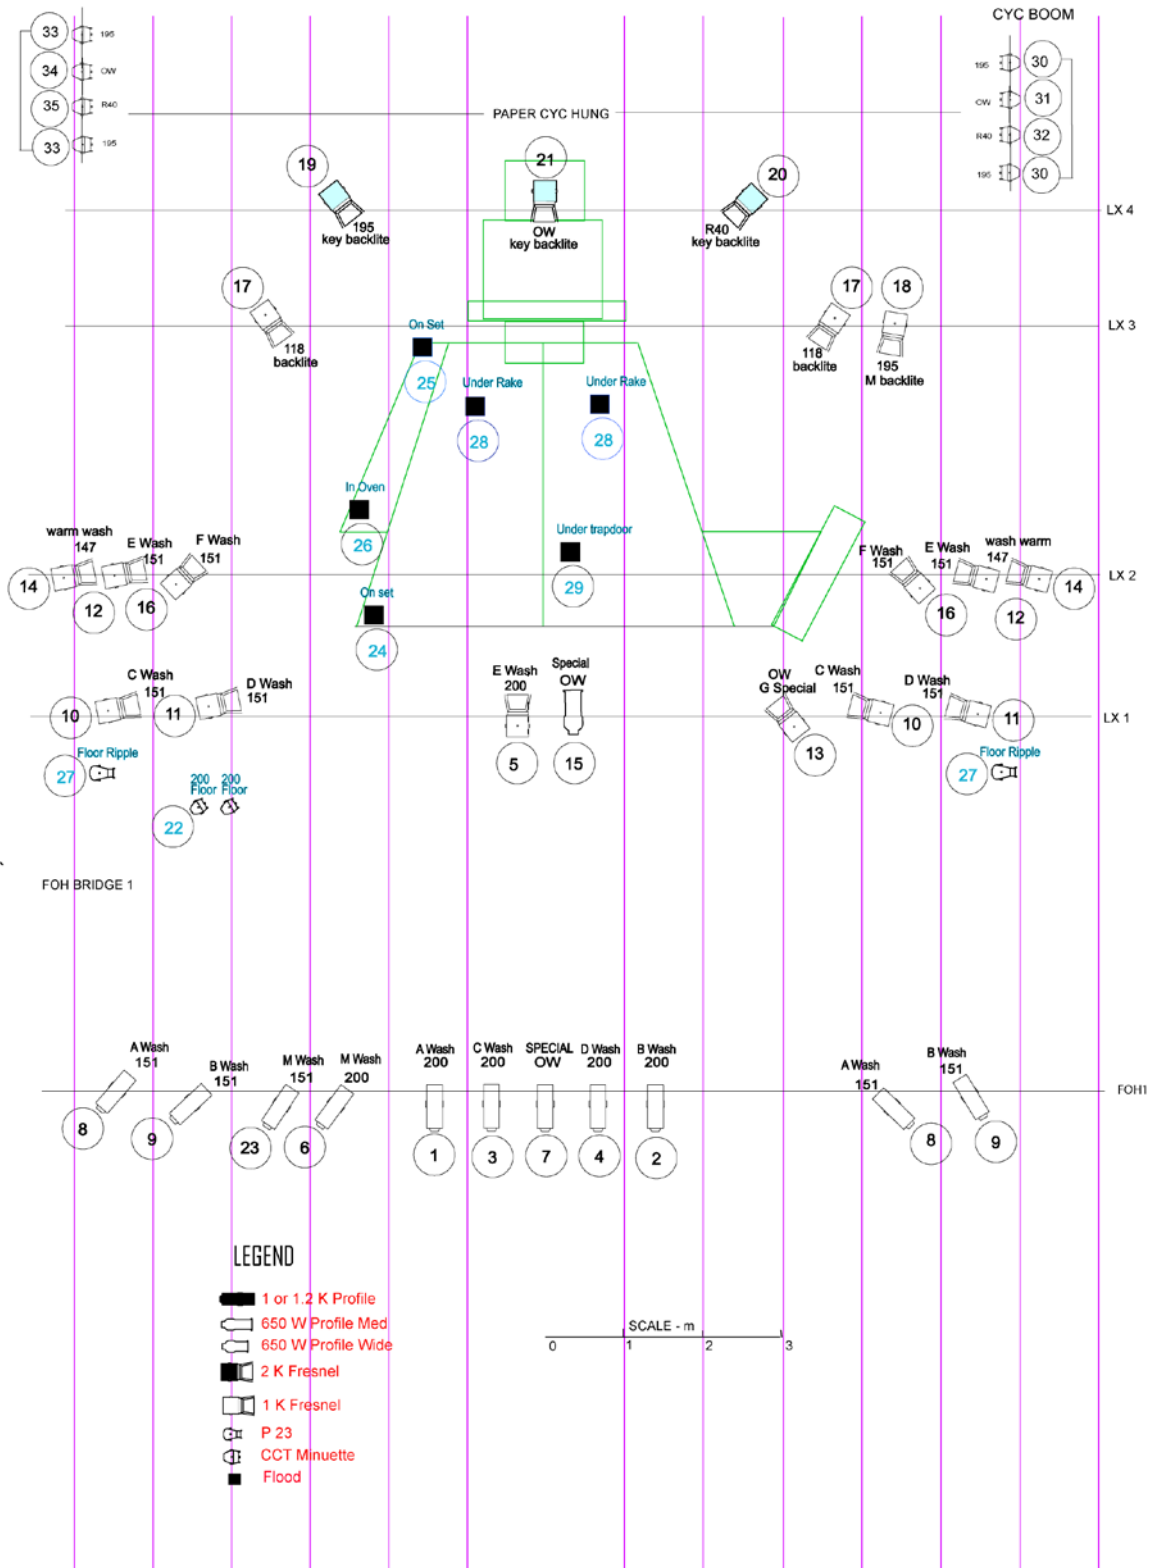 CYC BOOM
33
195
195
30
34
OW
OW
31
35
R40
R40
32
33
195
195
30
PAPER CYC HUNG
19
21
20
LX 4
195
key backlite
OW
key backlite
R40
key backlite
17
17
18
LX 3
118
backlite
On Set
118
backlite
195
M backlite
25
Under Rake
Under Rake
28
28
In Oven
26
Under trapdoor
29
On set
24
warm wash
147
E Wash
151
F Wash
151
F Wash
151
E Wash
151
wash warm
147
LX 2
14
12
16
16
12
14
C Wash
151
D Wash
151
E Wash
200
Special
OW
OW
G Special
C Wash
151
D Wash
151
LX 1
10
11
5
15
13
10
11
Floor Ripple
27
Floor Ripple
27
200
Floor
200
Floor
22
FOH BRIDGE 1
A Wash
151
B Wash
151
M Wash
151
M Wash
200
A Wash
200
C Wash
200
SPECIAL
OW
D Wash
200
B Wash
200
A Wash
151
B Wash
151
FOH1
8
9
23
6
1
3
7
4
2
8
9
LEGEND
1 or 1.2 K Profile
650 W Profile Med
650 W Profile Wide
2 K Fresnel
1 K Fresnel
P 23
CCT Minuette
Flood
SCALE - m
0 1 2 3